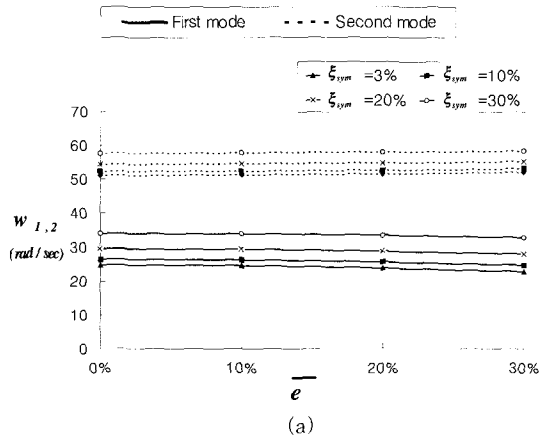 First mode Second mode
ξsym =3% ξsym =10%
ξsym =20% ξsym =30%
70
60
50
40
30
20
10
0
w 1 , 2
(rad / sec)
0% 10% 20% 30%
e
(a)